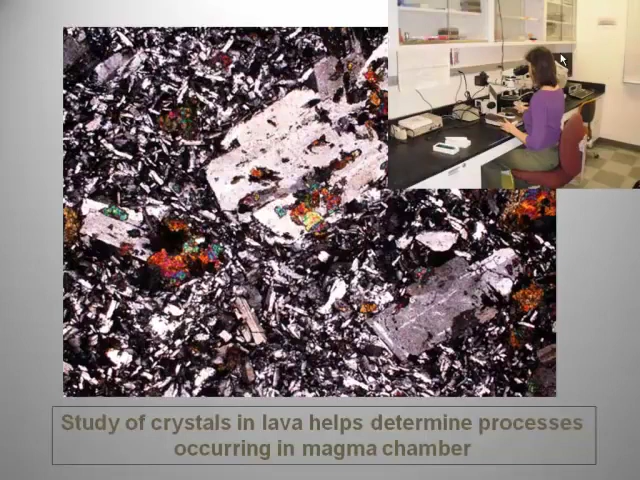 Study of crystals in lava helps determine processes
occurring in magma chamber